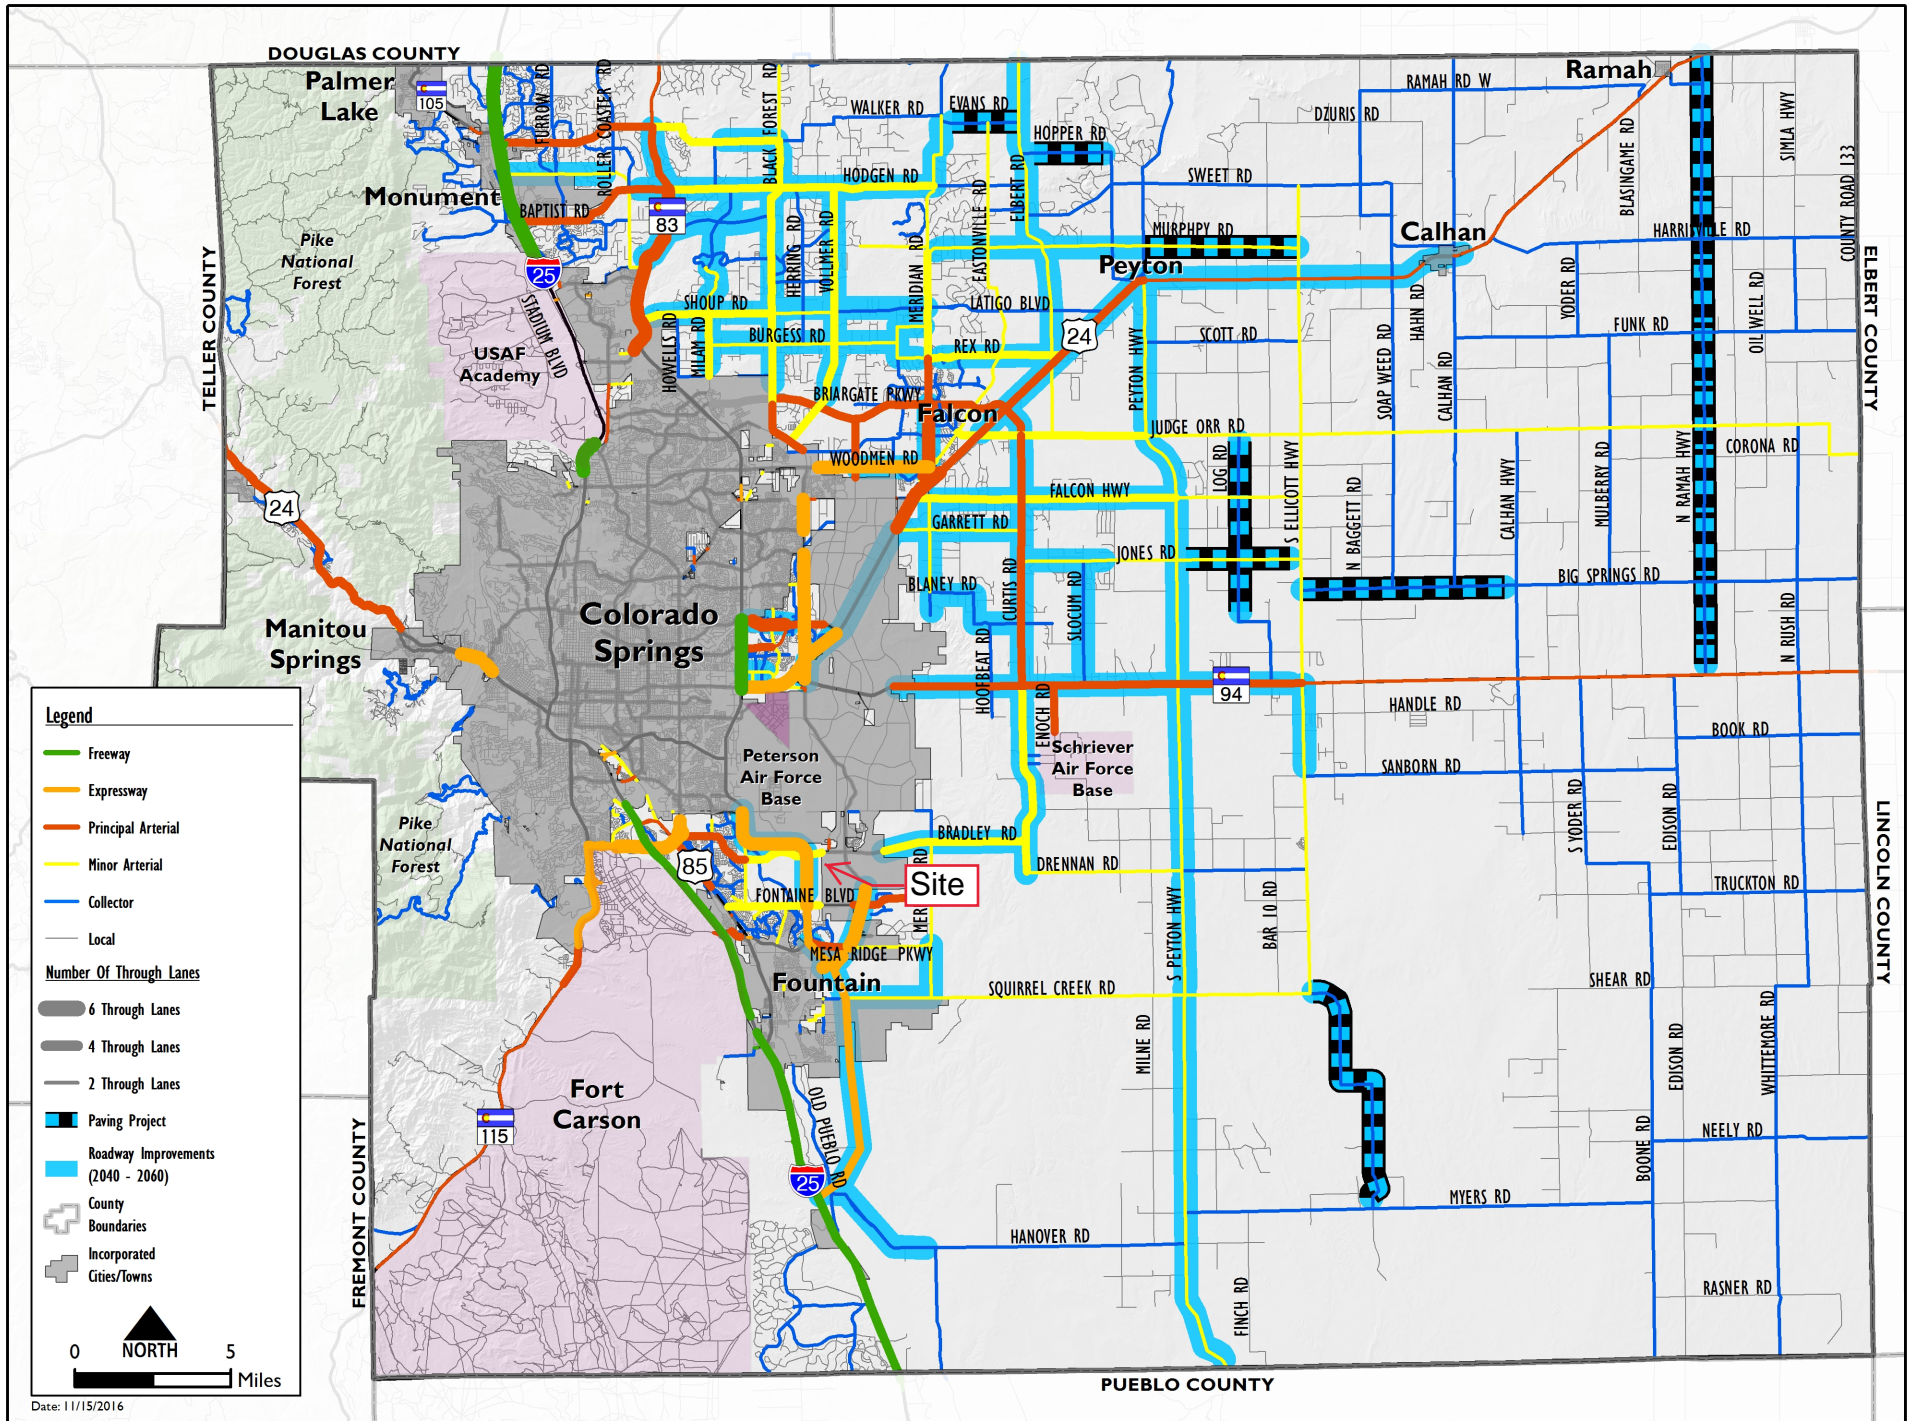 DOUGLAS COUNTY
Palmer
Lake
105
FURROW RD
ROLLER COASTER RD
BLACK FOREST RD
WALKER RD
EVANS RD
HOPPER RD
DZURIS RD
RAMAH RD W
Ramah
BLASINGAME RD
SIMLA HWY
COUNTY ROAD 133
Monument
BAPTIST RD
83
HODGEN RD
SWEET RD
Calhan
HARRISVILLE RD
MURPHPY RD
Peyton
Pike
National
Forest
25
STADIUM BLVD
HERRING RD
VOLLMER RD
MERIDIAN RD
EASTONVILLE RD
ELBERT RD
LATIGO BLVD
SHOUP RD
BURGESS RD
HOWELLS RD
MILAM RD
REX RD
24
PEYTON HWY
SCOTT RD
SOAP WEED RD
HAHN RD
CALHAN RD
YODER RD
FUNK RD
OIL WELL RD
ELBERT COUNTY
TELLER COUNTY
USAF
Academy
BRIARGATE PKWY
Falcon
JUDGE ORR RD
WOODMEN RD
LOG RD
S ELLICOTT HWY
N BAGGETT RD
CALHAN HWY
MULBERRY RD
N RAMAH HWY
CORONA RD
24
FALCON HWY
GARRETT RD
JONES RD
BLANEY RD
CURTIS RD
SLOCUM RD
BIG SPRINGS RD
N RUSH RD
Colorado
Springs
Manitou
Springs
HOOFBEAT RD
94
ENOCH RD
HANDLE RD
BOOK RD
Schriever
Air Force
Base
SANBORN RD
Peterson
Air Force
Base
Pike
National
Forest
85
BRADLEY RD
DRENNAN RD
S YODER RD
EDISON RD
TRUCKTON RD
LINCOLN COUNTY
Site
FONTAINE BLVD
MESA RIDGE PKWY
Fountain
SQUIRREL CREEK RD
S PEYTON HWY
BAR 10 RD
SHEAR RD
MILNE RD
EDISON RD
WHITTEMORE RD
Fort
Carson
115
OLD PUEBLO RD
25
BOONE RD
NEELY RD
MYERS RD
HANOVER RD
FINCH RD
RASNER RD
FREMONT COUNTY
PUEBLO COUNTY
Legend
Freeway
Expressway
Principal Arterial
Minor Arterial
Collector
Local
Number Of Through Lanes
6 Through Lanes
4 Through Lanes
2 Through Lanes
Paving Project
Roadway Improvements
(2040 - 2060)
County
Boundaries
Incorporated
Cities/Towns
NORTH
0 5
Miles
Date: 11/15/2016